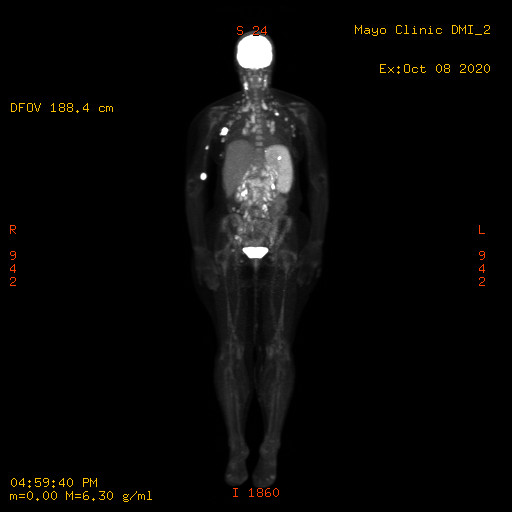 S 24
Mayo Clinic DMI_2
Ex:Oct 08 2020
DFOV 188.4 cm
R
L
9
4
2
9
4
2
04:59:40 PM
m=0.00 M=6.30 g/ml
I 1860